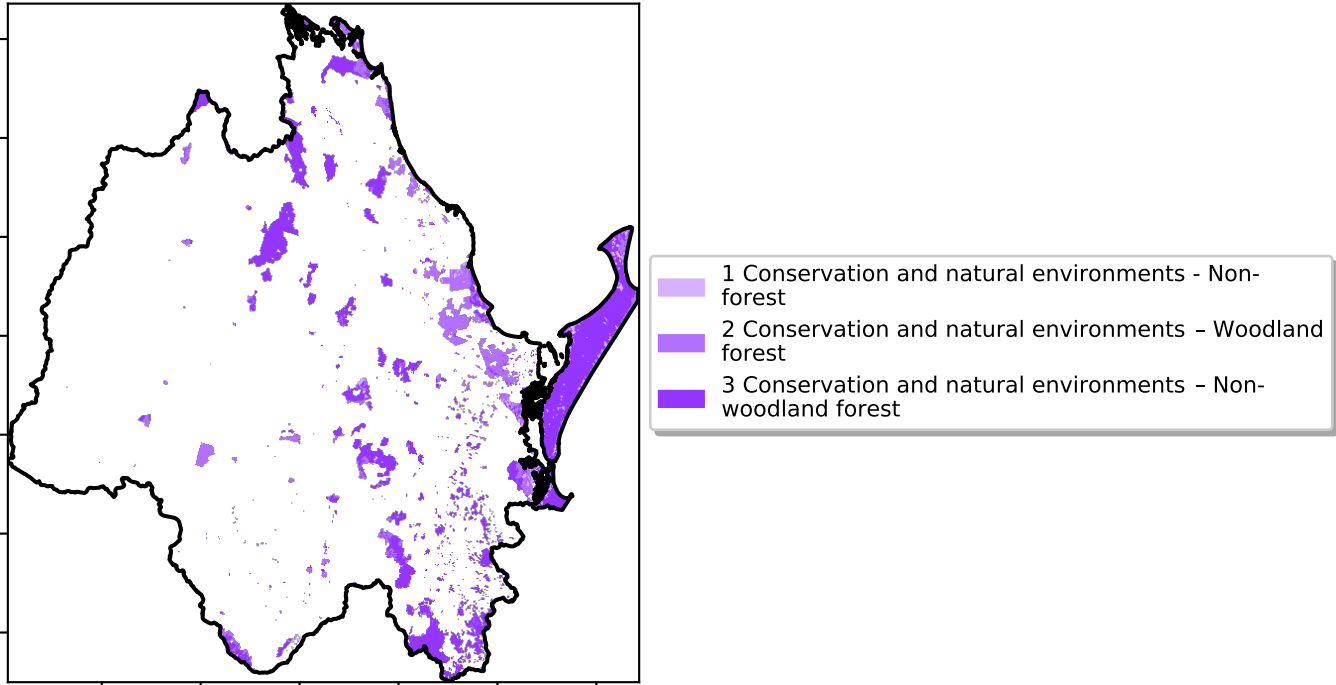 1 Conservation and natural environments - Non-
forest
2 Conservation and natural environments – Woodland
forest
3 Conservation and natural environments – Non-
woodland forest